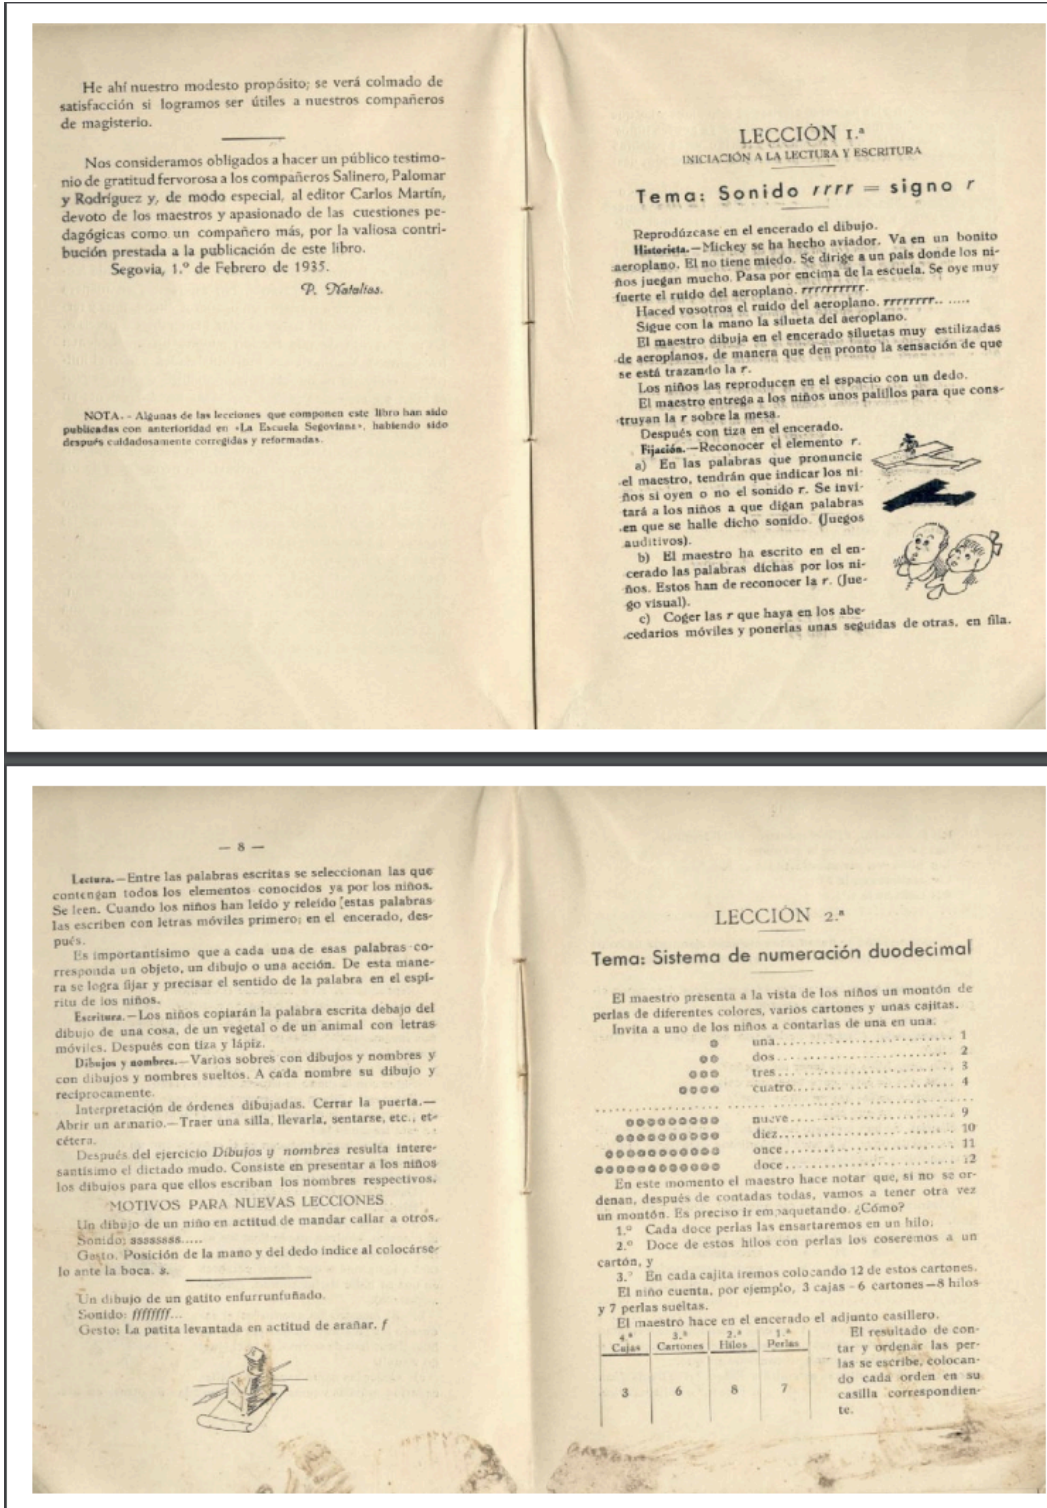 He ahí nuestro modesto propósito; se verá colmado de
satisfacción si logramos ser útiles a nuestros compañeros
de magisterio.
Nos consideramos obligados a hacer un público testimo-
nio de gratitud fervorosa a los compañeros Salinero, Palomar
y Rodríguez y, de modo especial, al editor Carlos Martín,
devoto de los maestros y apasionado de las cuestiones pe-
dagógicas como un compañero más, por la valiosa contri-
bución prestada a la publicación de este libro.
Segovia, 1.º de Febrero de 1935.
P. Natalias.
NOTA. - Algunas de las lecciones que componen este libro han sido
publicadas con anterioridad en «La Escuela Segoviana», habiendo sido
después cuidadosamente corregidas y reformadas.
LECCIÓN 1.ª
INICIACIÓN A LA LECTURA Y ESCRITURA
Tema: Sonido rrrr = signo r
Reprodúzcase en el encerado el dibujo.
Historieta.—Mickey se ha hecho aviador. Va en un bonito
aeroplano. El no tiene miedo. Se dirige a un país donde los ni-
ños juegan mucho. Pasa por encima de la escuela. Se oye muy
fuerte el ruido del aeroplano. rrrrrrrrrr.
Haced vosotros el ruido del aeroplano. rrrrrrrr.. .....
Sigue con la mano la silueta del aeroplano.
El maestro dibuja en el encerado siluetas muy estilizadas
de aeroplanos, de manera que den pronto la sensación de que
se está trazando la r.
Los niños las reproducen en el espacio con un dedo.
El maestro entrega a los niños unos palillos para que cons-
truyan la r sobre la mesa.
Después con tiza en el encerado.
Fijación.—Reconocer el elemento r.
a) En las palabras que pronuncie
el maestro, tendrán que indicar los ni-
ños si oyen o no el sonido r. Se invi-
tará a los niños a que digan palabras
en que se halle dicho sonido. (Juegos
auditivos).
b) El maestro ha escrito en el en-
cerado las palabras dichas por los ni-
ños. Estos han de reconocer la r. (Jue-
go visual).
c) Coger las r que haya en los abe-
cedarios móviles y ponerlas unas seguidas de otras, en fila.
— 8 —
Lectura.—Entre las palabras escritas se seleccionan las que
contengan todos los elementos conocidos ya por los niños.
Se leen. Cuando los niños han leído y releído [estas palabras
las escriben con letras móviles primero; en el encerado, des-
pués.
Es importantísimo que a cada una de esas palabras co-
rresponda un objeto, un dibujo o una acción. De esta mane-
ra se logra fijar y precisar el sentido de la palabra en el espí-
ritu de los niños.
Escritura.—Los niños copiarán la palabra escrita debajo del
dibujo de una cosa, de un vegetal o de un animal con letras
móviles. Después con tiza y lápiz.
Dibujos y nombres.—Varios sobres con dibujos y nombres y
con dibujos y nombres sueltos. A cada nombre su dibujo y
recíprocamente.
Interpretación de órdenes dibujadas. Cerrar la puerta.—
Abrir un armario.—Traer una silla, llevarla, sentarse, etc., et-
cétera.
Después del ejercicio Dibujos y nombres resulta intere-
santísimo el dictado mudo. Consiste en presentar a los niños
los dibujos para que ellos escriban los nombres respectivos.
MOTIVOS PARA NUEVAS LECCIONES
Un dibujo de un niño en actitud de mandar callar a otros.
Sonido: ssssssss.....
Gesto. Posición de la mano y del dedo índice al colocárse-
lo ante la boca. s.
Un dibujo de un gatito enfurruñado.
Sonido: ffffffff...
Gesto: La patita levantada en actitud de arañar. f
LECCIÓN 2.ª
Tema: Sistema de numeración duodecimal
El maestro presenta a la vista de los niños un montón de
perlas de diferentes colores, varios cartones y unas cajitas.
Invita a uno de los niños a contarlas de una en una:
una.............................. 1
dos.............................. 2
tres.............................. 3
cuatro.............................. 4
nueve.............................. 9
diez.............................. 10
once.............................. 11
doce.............................. 12
En este momento el maestro hace notar que, si no se or-
denan, después de contadas todas, vamos a tener otra vez
un montón. Es preciso ir empaquetando. ¿Cómo?
1.º Cada doce perlas las ensartaremos en un hilo;
2.º Doce de estos hilos con perlas los coseremos a un
cartón, y
3.º En cada cajita iremos colocando 12 de estos cartones.
El niño cuenta, por ejemplo, 3 cajas - 6 cartones—8 hilos
y 7 perlas sueltas.
El maestro hace en el encerado el adjunto casillero.
4.ª 3.ª 2.ª 1.ª
Cajas Cartones Hilos Perlas
3 6 8 7
El resultado de con-
tar y ordenar las per-
las se escribe, colocan-
do cada orden en su
casilla correspondien-
te.